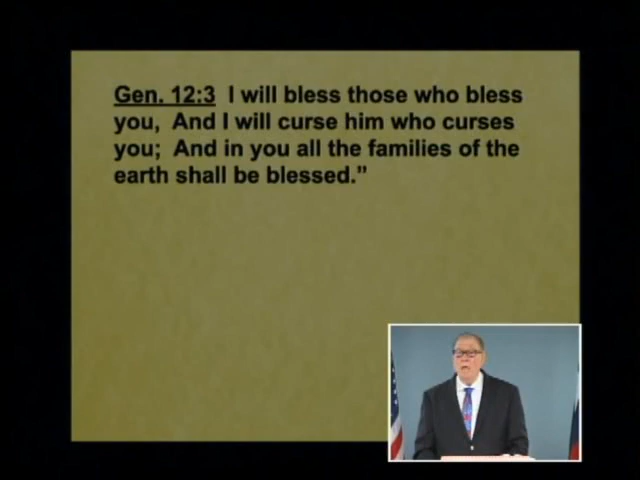 Gen. 12:3 I will bless those who bless
you, And I will curse him who curses
you; And in you all the families of the
earth shall be blessed.”